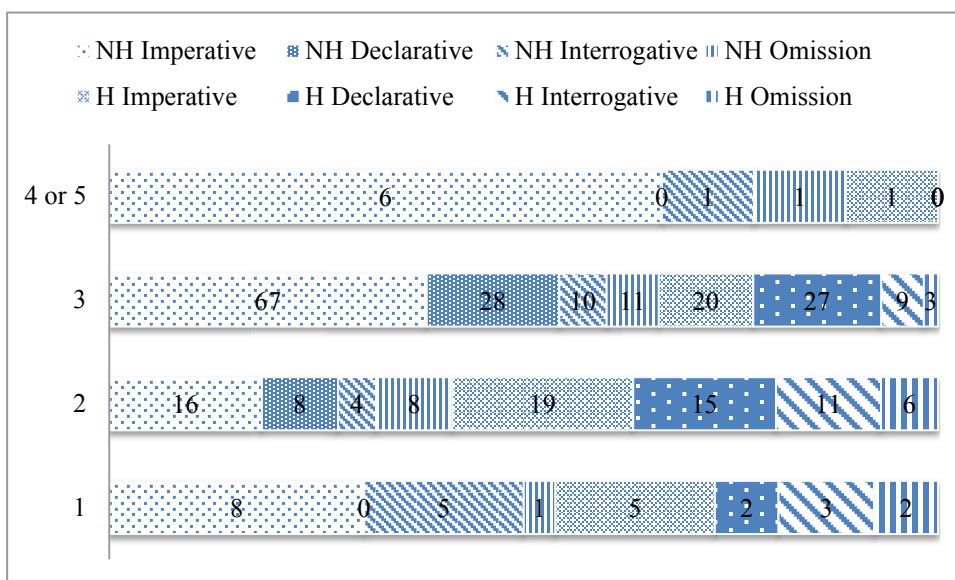 NH Imperative NH Declarative NH Interrogative NH Omission
H Imperative H Declarative H Interrogative H Omission
4 or 5 6 0 1 1 1 0
3 67 28 10 11 20 27 9 3
2 16 8 4 8 19 15 11 6
1 8 0 5 1 5 2 3 2